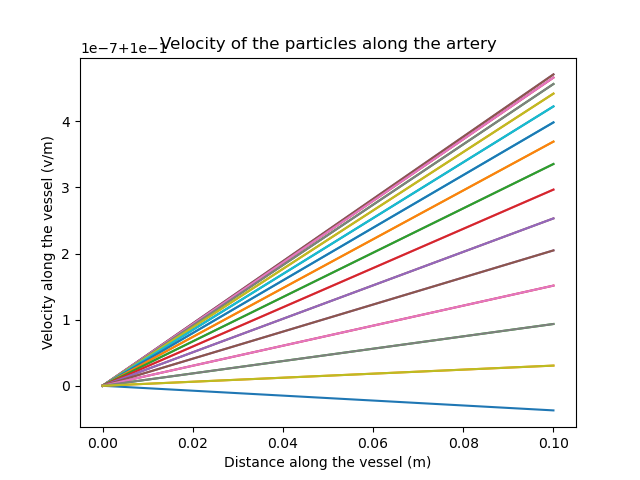 1e−7+1e−1
Velocity of the particles along the artery
Velocity along the vessel (v/m)
4
3
2
1
0
0.00 0.02 0.04 0.06 0.08 0.10
Distance along the vessel (m)